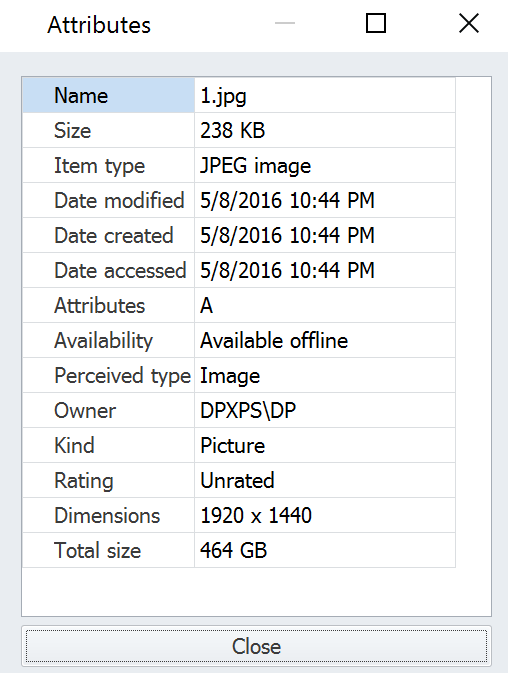 Attributes
Name 1.jpg
Size 238 KB
Item type JPEG image
Date modified 5/8/2016 10:44 PM
Date created 5/8/2016 10:44 PM
Date accessed 5/8/2016 10:44 PM
Attributes A
Availability Available offline
Perceived type Image
Owner DPXPS\DP
Kind Picture
Rating Unrated
Dimensions 1920 x 1440
Total size 464 GB
Close